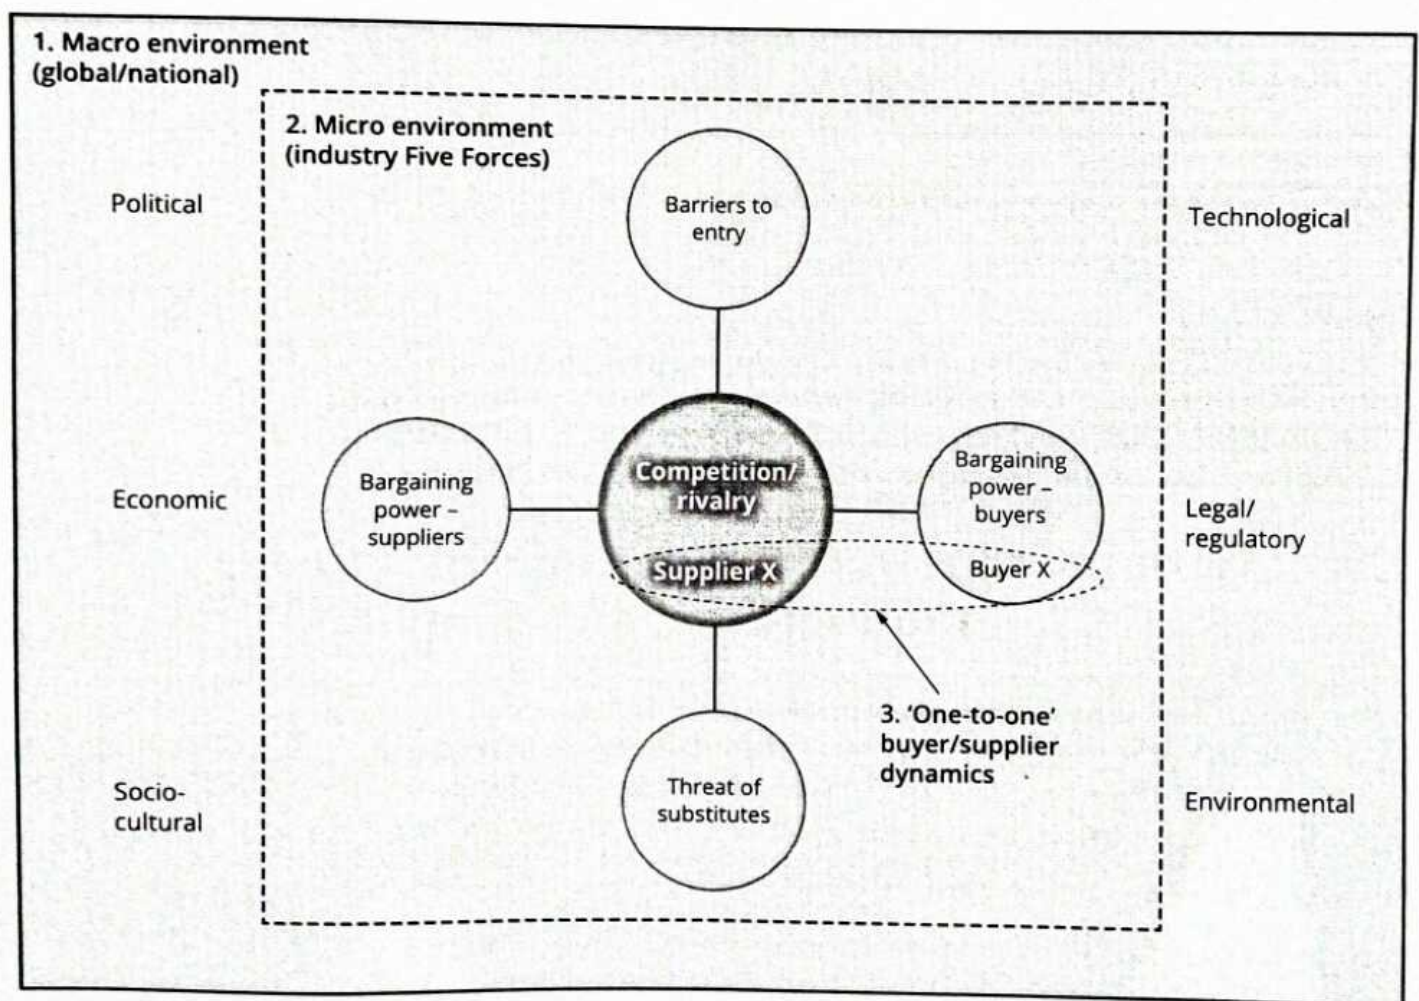 1. Macro environment
(global/national)
2. Micro environment
(industry Five Forces)
Political
Barriers to
entry
Technological
Economic
Bargaining
power –
suppliers
Competition/
rivalry
Supplier X
Bargaining
power –
buyers
Buyer X
Legal/
regulatory
3. ‘One-to-one’
buyer/supplier
dynamics
Socio-
cultural
Threat of
substitutes
Environmental